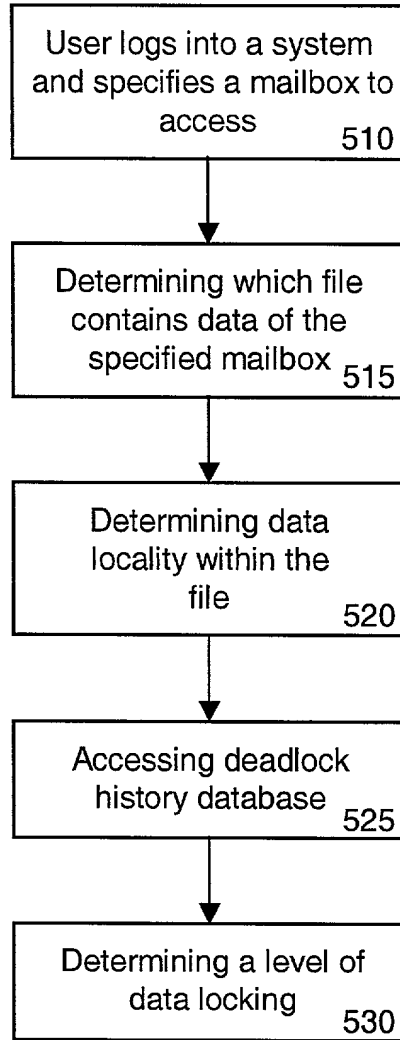 User logs into a system
and specifies a mailbox to
access
510
Determining which file
contains data of the
specified mailbox
515
Determining data
locality within the
file
520
Accessing deadlock
history database
525
Determining a level of
data locking
530